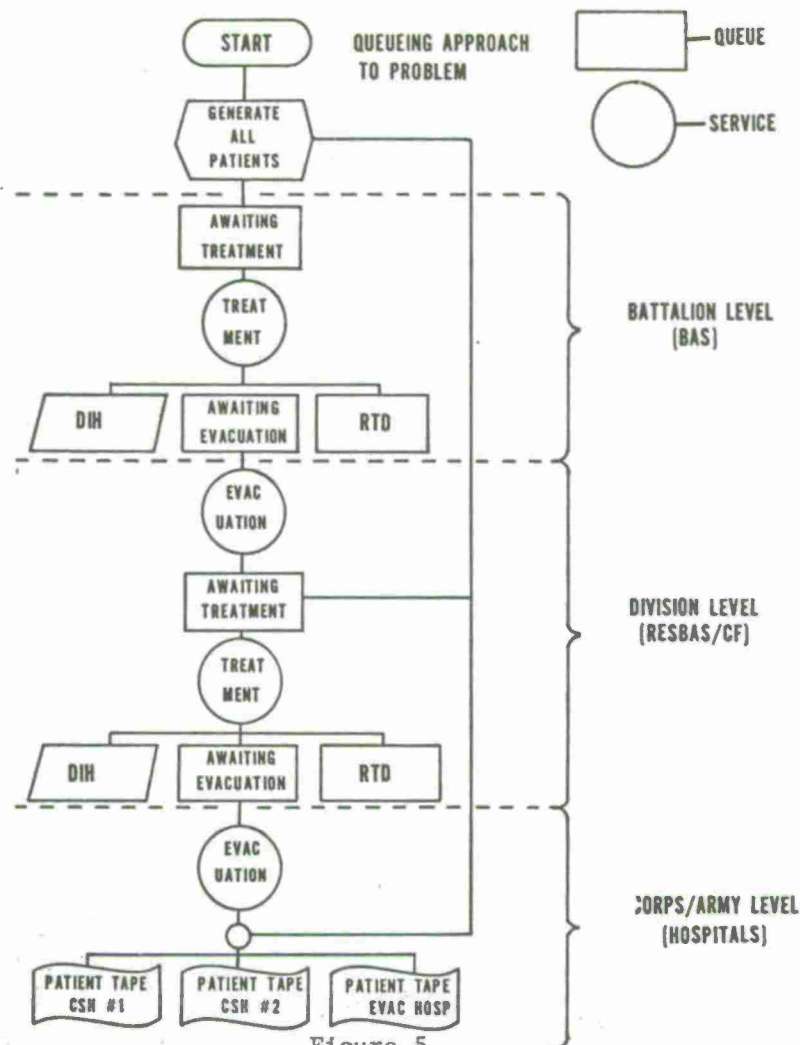 START
QUEUEING APPROACH
TO PROBLEM
QUEUE
SERVICE
GENERATE
ALL
PATIENTS
AWAITING
TREATMENT
TREAT
MENT
BATTALION LEVEL
(BAS)
DIH
AWAITING
EVACUATION
RTD
EVAC
UATION
AWAITING
TREATMENT
DIVISION LEVEL
(RESBAS/CF)
TREAT
MENT
DIH
AWAITING
EVACUATION
RTD
EVAC
UATION
CORPS/ARMY LEVEL
(HOSPITALS)
PATIENT TAPE
CSH #1
PATIENT TAPE
CSH #2
PATIENT TAPE
EVAC HOSP
Figure 5